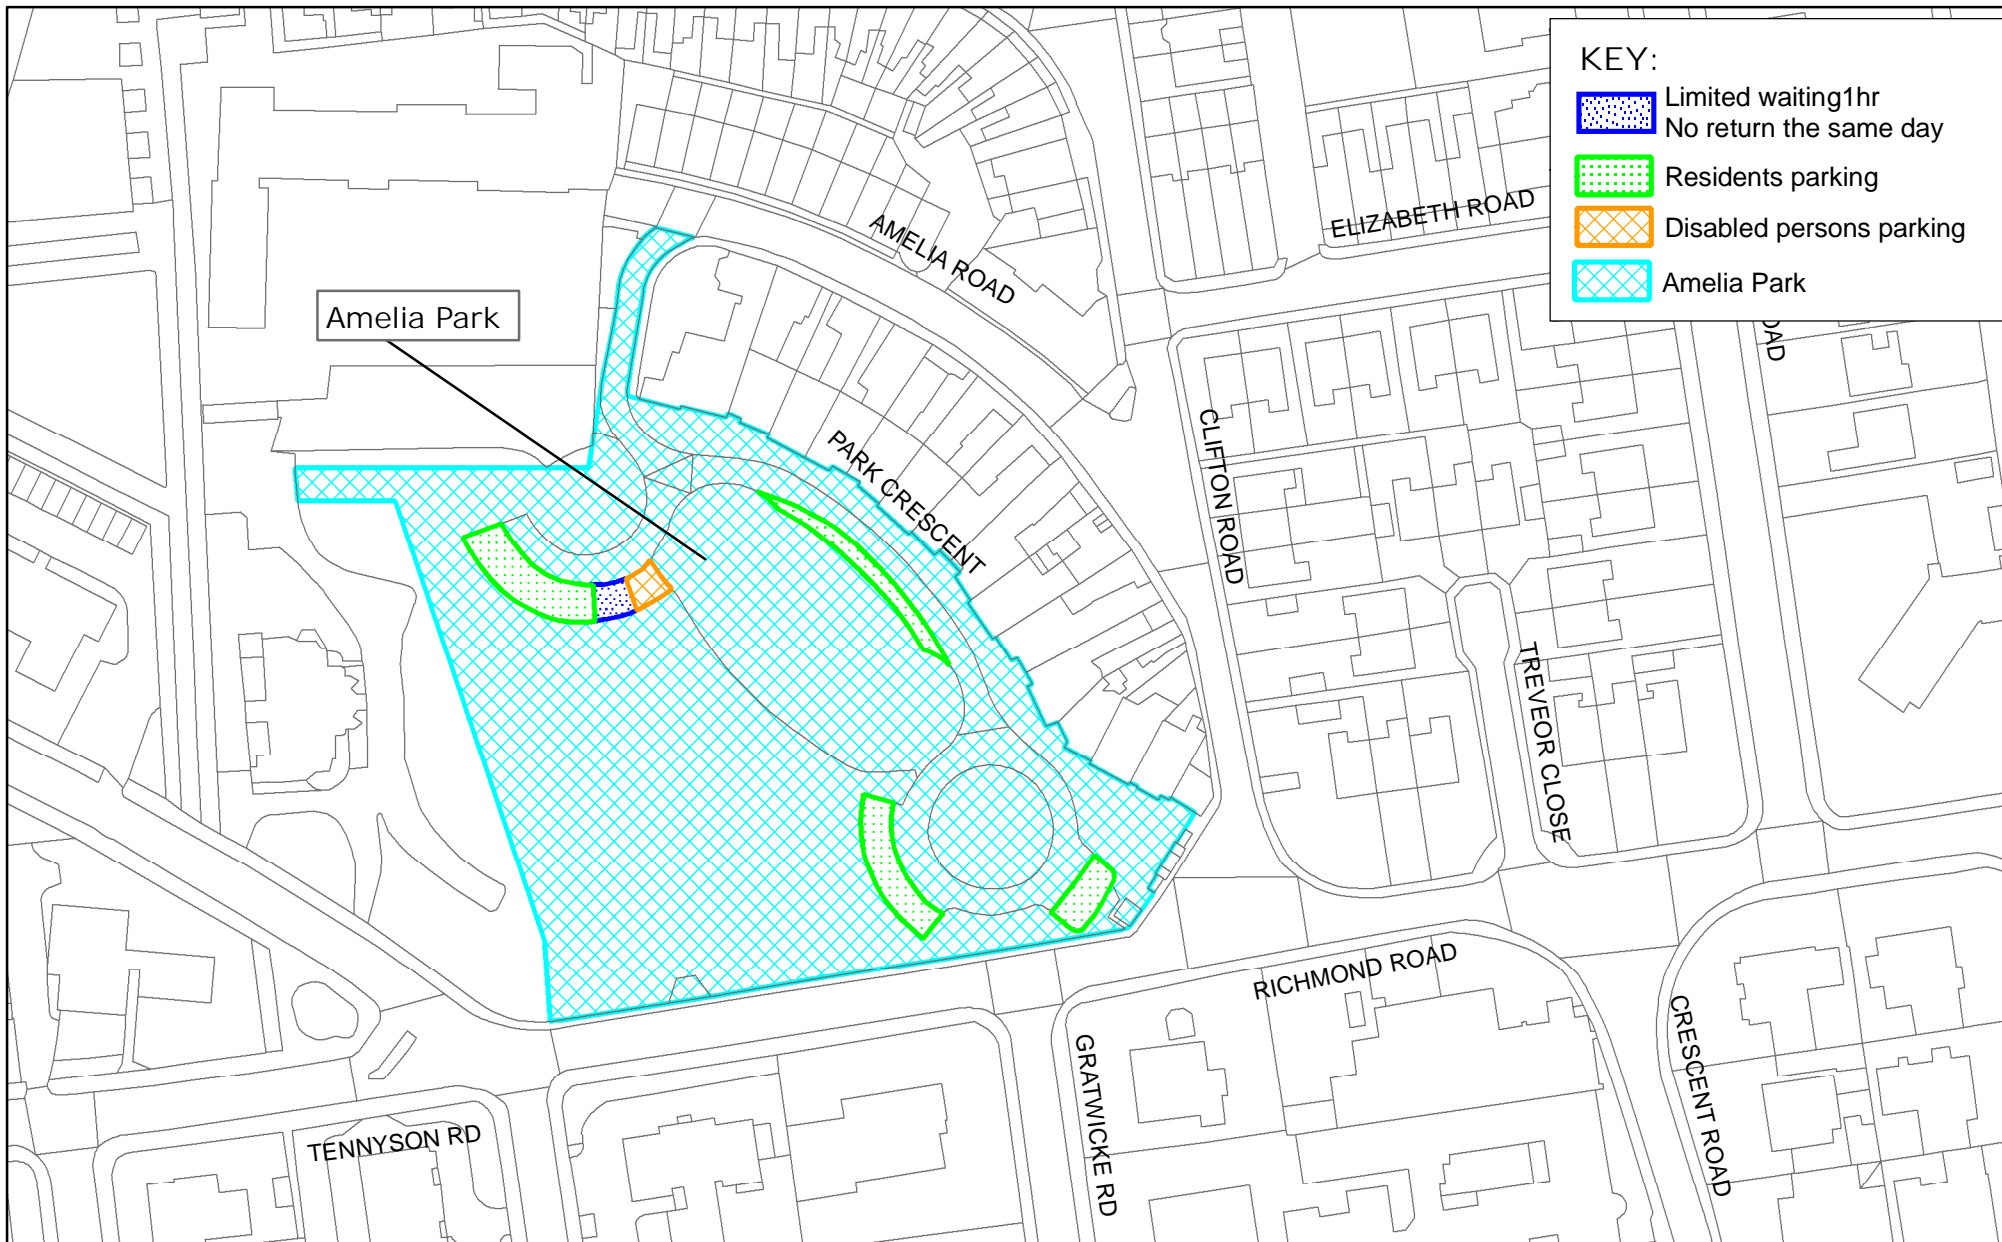 KEY:
Limited waiting1hr
No return the same day
Residents parking
Disabled persons parking
Amelia Park
Amelia Park
AMELIA ROAD
ELIZABETH ROAD
OAD
PARK CRESCENT
CLIFTON ROAD
TREVEOR CLOSE
RICHMOND ROAD
CRESCENT ROAD
GRATWICKE RD
TENNYSON RD